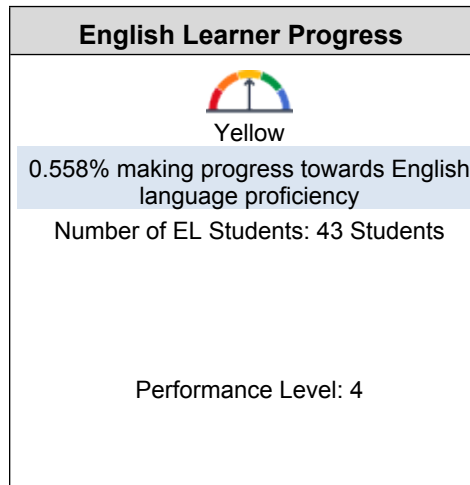 English Learner Progress
Yellow
0.558% making progress towards English
language proficiency
Number of EL Students: 43 Students
Performance Level: 4